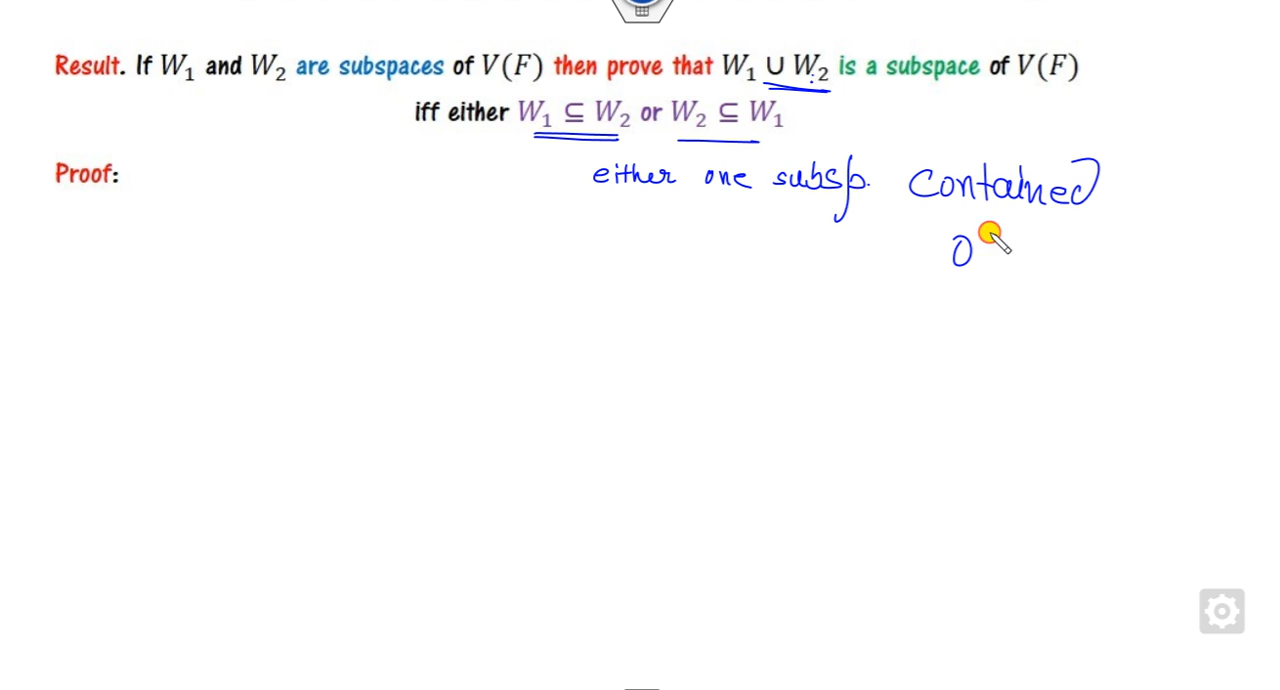 Result. If W₁ and W₂ are subspaces of V(F) then prove that W₁ ∪ W₂ is a subspace of V(F)
iff either W₁ ⊆ W₂ or W₂ ⊆ W₁
Proof:
either one subsp. contained
o